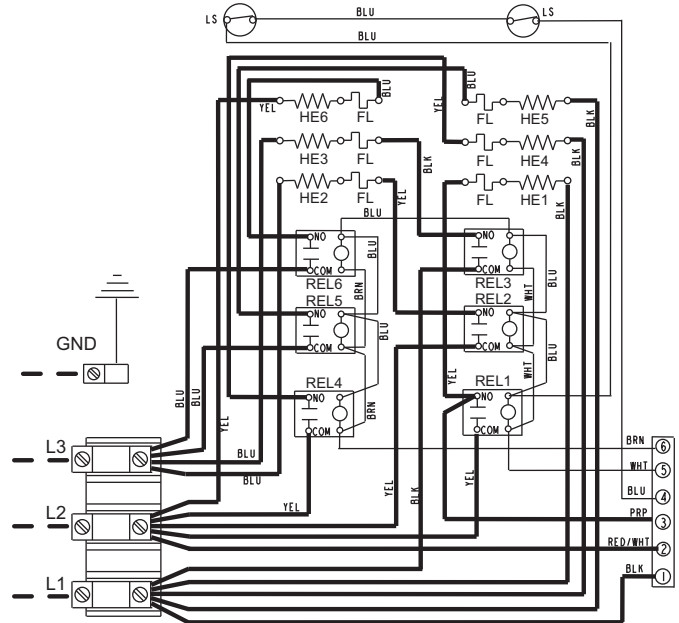 LS BLU LS
BLU
YEL HE6 FL BLU YEL BLU FL HE5 BLK
HE3 FL BLK FL HE4 BLK
HE2 FL YEL FL HE1 BLK
BLU BLU
NO BLU NO BLU
COM COM
REL6 BRN REL3 WHT
REL5 REL2
NO BLU NO BLU
COM COM
GND
REL4 WHT REL1
BLU BLU YEL NO BRN YEL NO
COM COM
L3 BLU BLU YEL BLK YEL BRN 6
WHT 5
BLU 4
L2 PRP 3
RED/WHT 2
L1 BLK 1